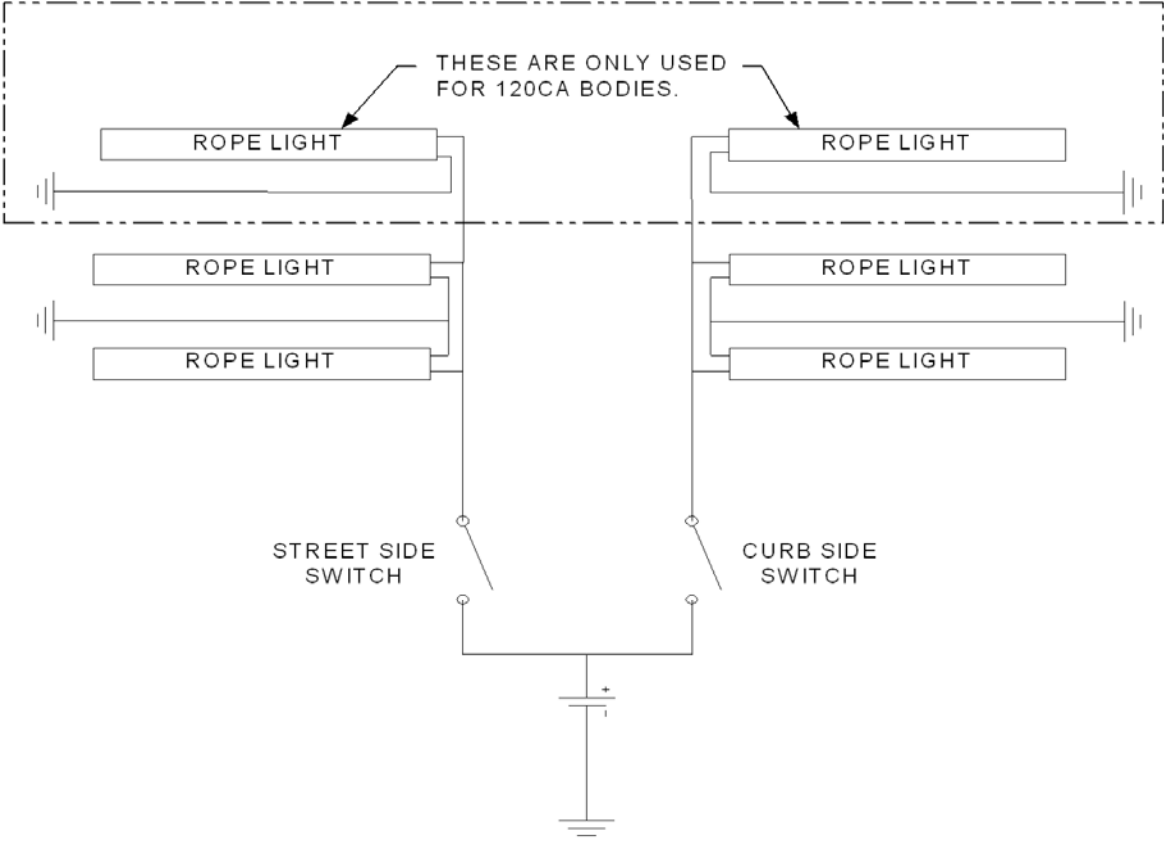 THESE ARE ONLY USED
FOR 120CA BODIES.
ROPE LIGHT
ROPE LIGHT
ROPE LIGHT
ROPE LIGHT
ROPE LIGHT
ROPE LIGHT
STREET SIDE
SWITCH
CURB SIDE
SWITCH
+
-